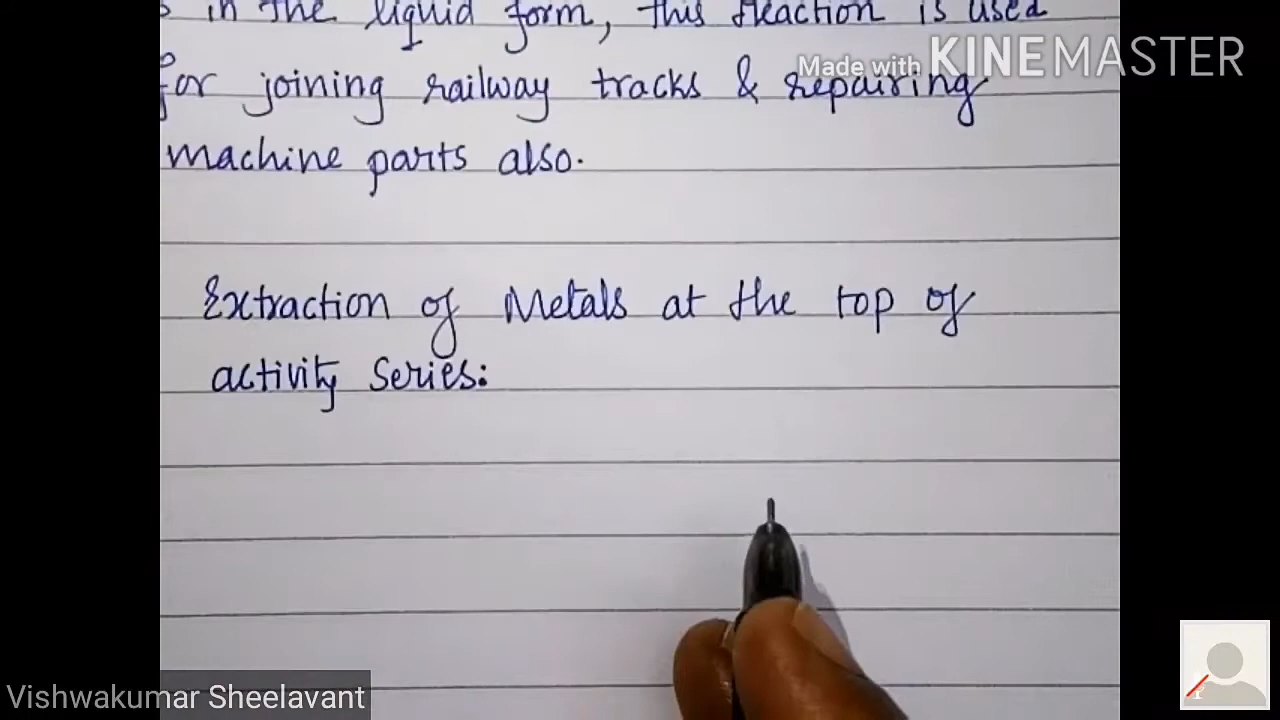 in the liquid form, this reaction is used
Made with KINEMASTER
for joining railway tracks & repairing
machine parts also.
Extraction of Metals at the top of
activity series:
Vishwakumar Sheelavant